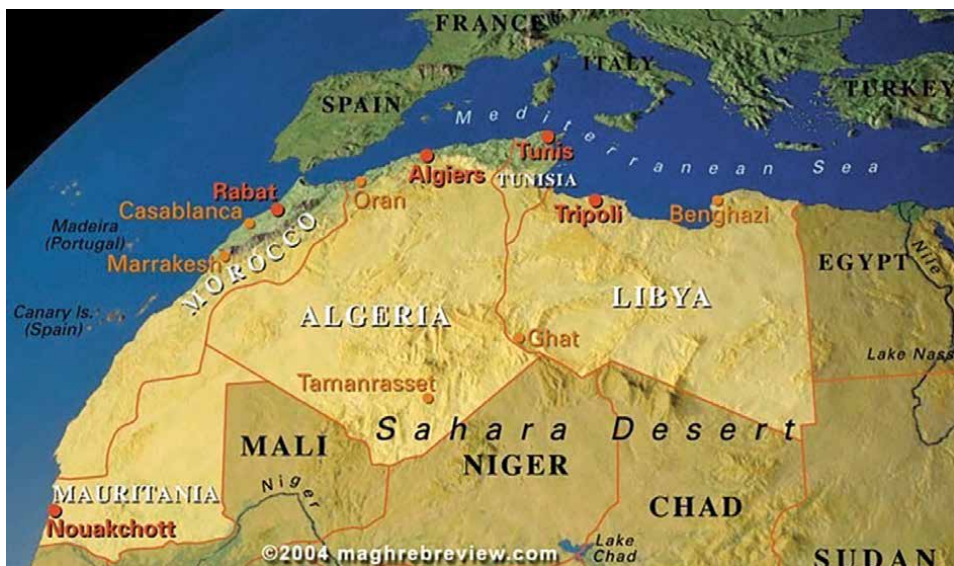 FRANCE
ITALY
TURKEY
SPAIN
Mediterranean Sea
Tunis
Algiers
TUNISIA
Rabat
Oran
Casablanca
Tripoli
Benghazi
Madeira
(Portugal)
Marrakesh
MOROCCO
EGYPT
Nile
Canary Is.
(Spain)
ALGERIA
LIBYA
Ghat
Lake Nass
Tamanrasset
Sahara Desert
MALI
NIGER
Niger
MAURITANIA
CHAD
Nouakchott
©2004 maghrebreview.com
Lake
Chad
SUDAN